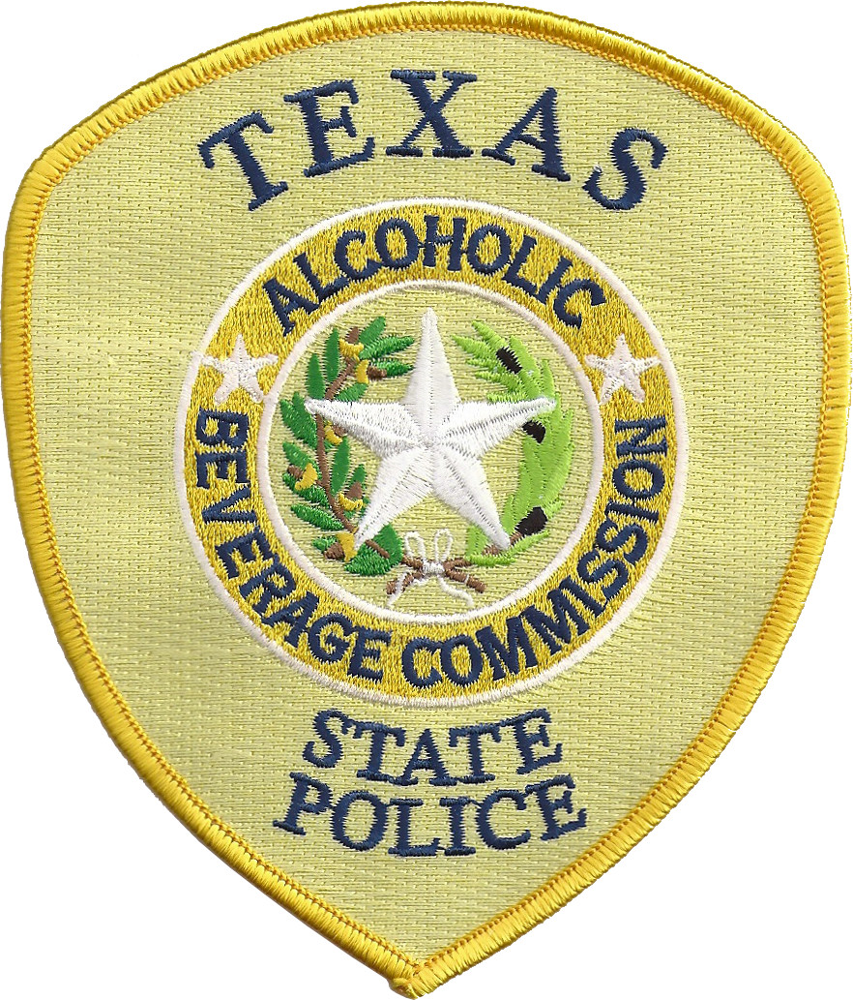 TEXAS
ALCOHOLIC
BEVERAGE COMMISSION
STATE
POLICE